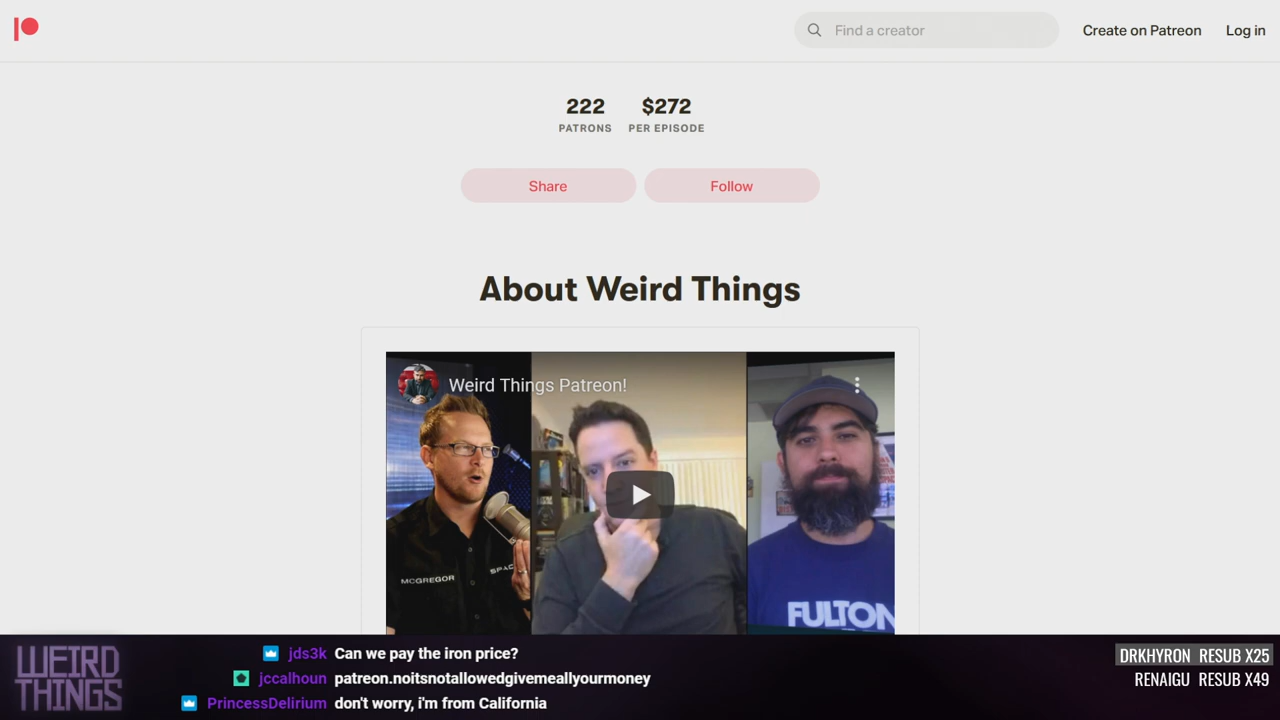 Find a creator
Create on Patreon
Log in
222
PATRONS
$272
PER EPISODE
Share
Follow
About Weird Things
Weird Things Patreon!
MCGREGOR
SPAC
FULTON
WEIRD
THINGS
jds3k Can we pay the iron price?
jccalhoun patreon.noitsnotallowedgivemeallyourmoney
PrincessDelirium don't worry, i'm from California
DRKHYRON RESUB X25
RENAIGU RESUB X49